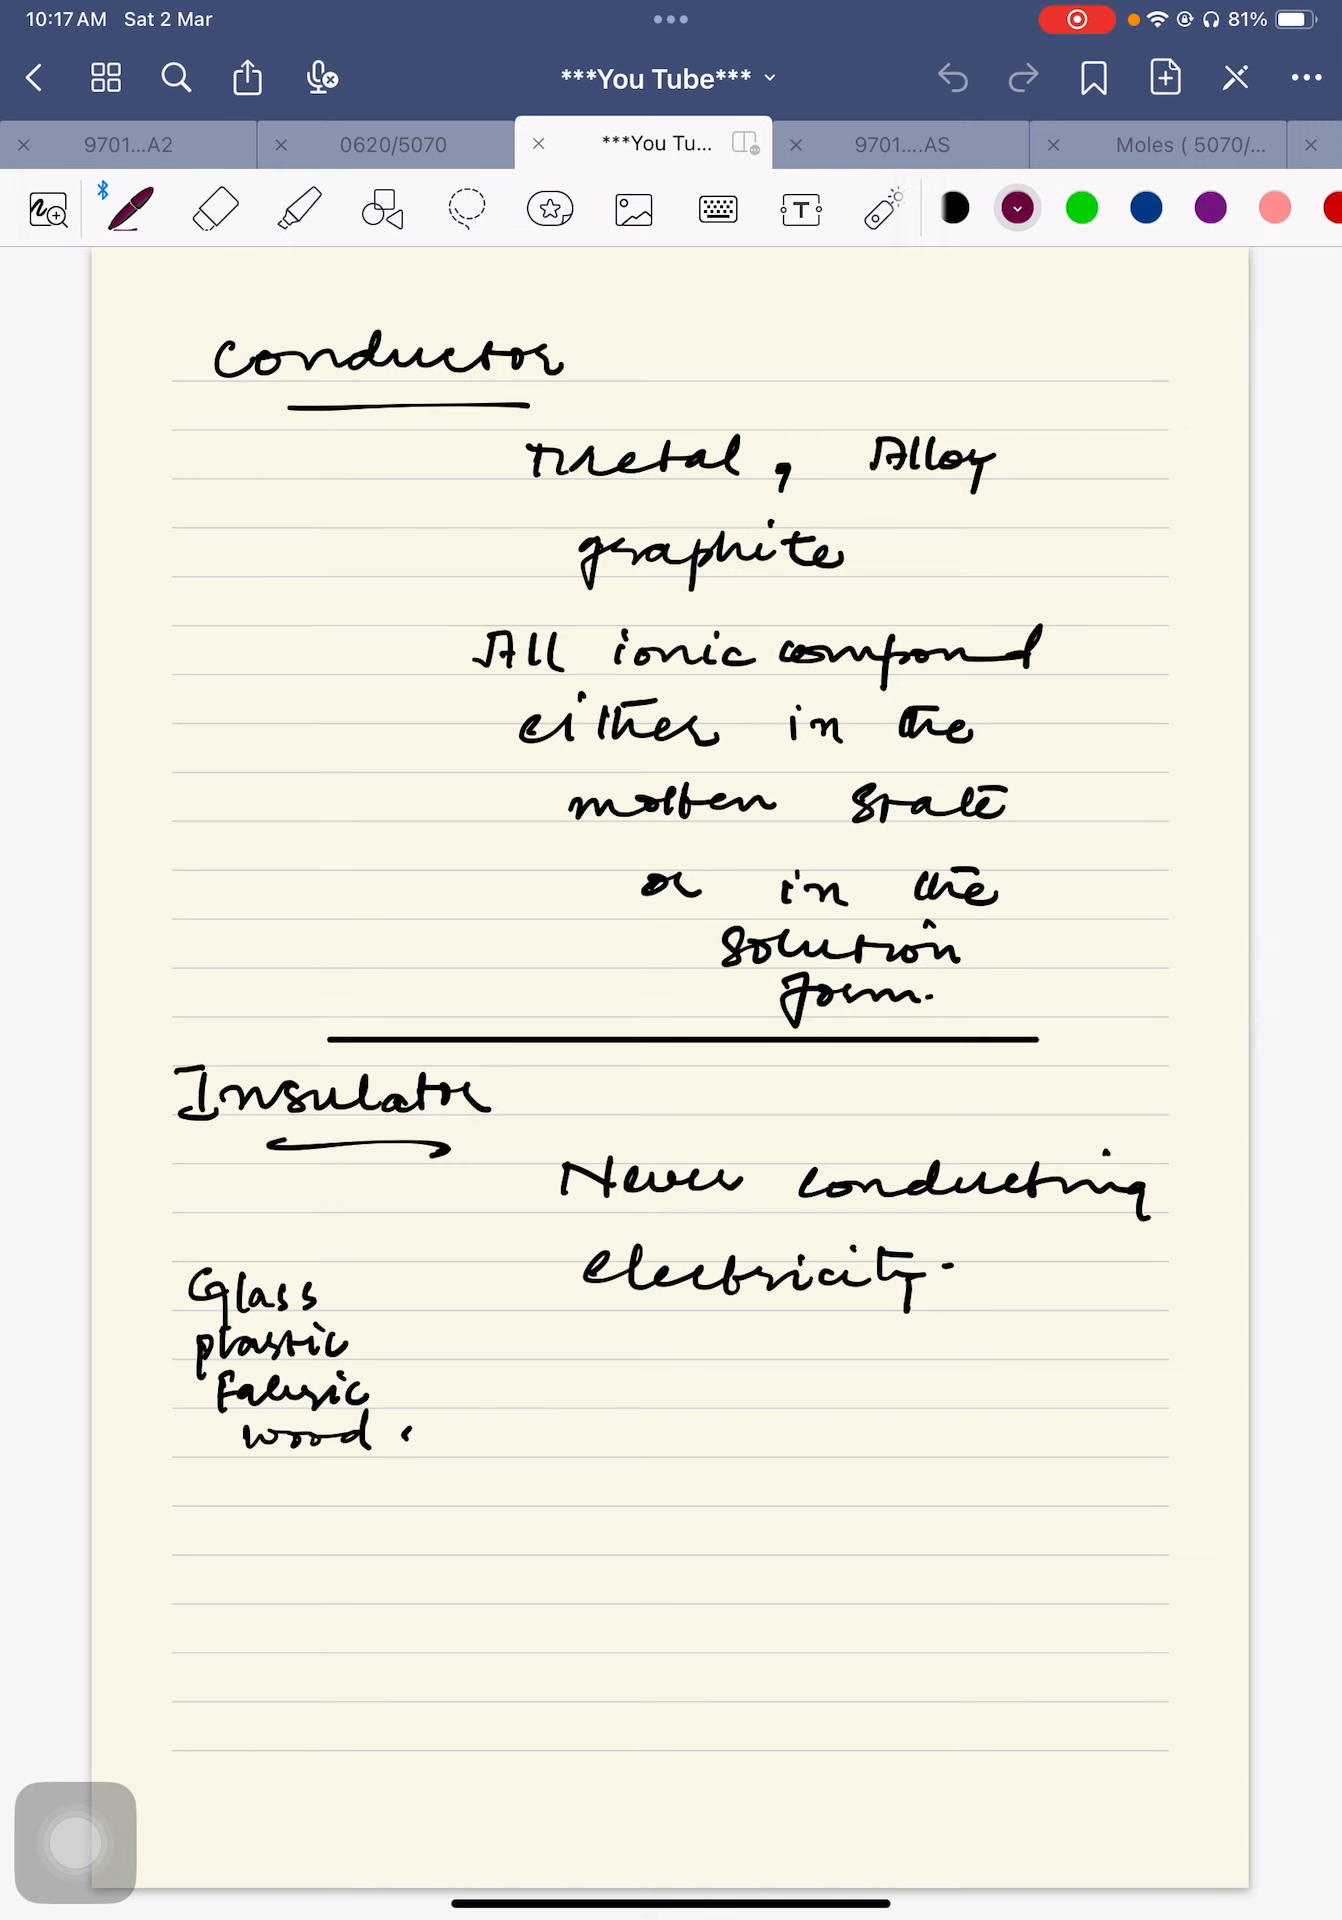 10:17 AM Sat 2 Mar
81%
***You Tube***
9701...A2
0620/5070
***You Tu...
9701....AS
Moles ( 5070/...
T
Conductor
Metal, Alloy
graphite
All ionic compond
either in the
molten state
or in the
solution
form.
Insulator
Never conducting
electricity.
Glass
plastic
Fabric
wood.